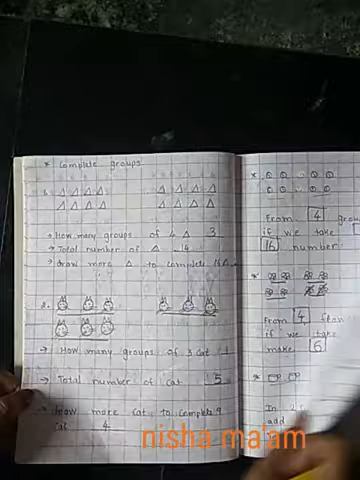 * Complete groups
1.
→ How many groups of 4 △ 3
→ Total number of △ 14
→ draw more △ to complete 16 △
2.
→ How many groups of 3 cat
→ Total number of cat 5
→ draw more cat to complete 9
cat 4
*
From 4
if we take
16 number
*
From 4
if we take
make 6
*
In 2
add
nisha ma'am